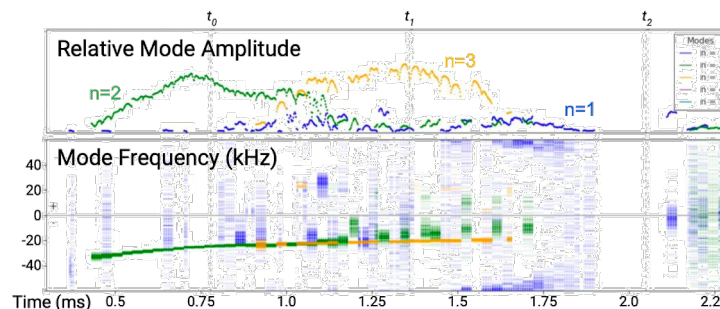 t0 t1 t2
Relative Mode Amplitude
Modes
n=3
n =
n=2
n =
n =
n=1
n =
n =
Mode Frequency (kHz)
40
20
0
-20
-40
Time (ms) 0.5 0.75 1.0 1.25 1.5 1.75 2.0 2.25